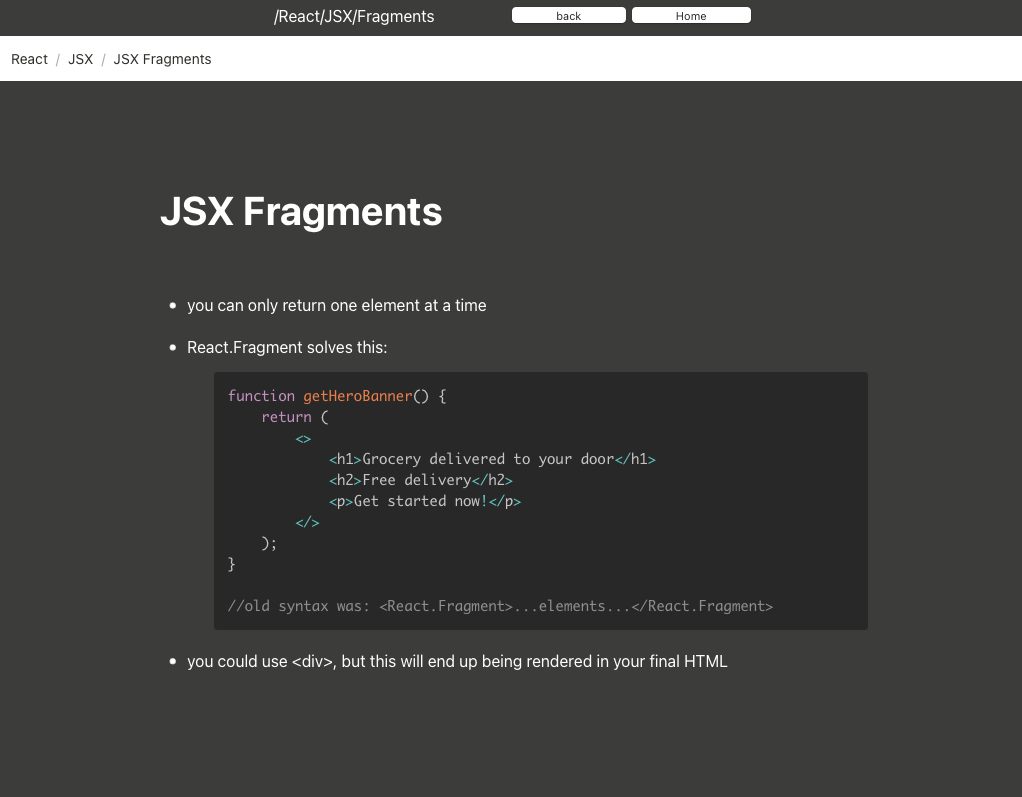 /React/JSX/Fragments back Home
React / JSX / JSX Fragments
JSX Fragments
• you can only return one element at a time
• React.Fragment solves this:
function getHeroBanner() {
    return (
        <>
            <h1>Grocery delivered to your door</h1>
            <h2>Free delivery</h2>
            <p>Get started now!</p>
        </>
    );
}
//old syntax was: <React.Fragment>...elements...</React.Fragment>
• you could use <div>, but this will end up being rendered in your final HTML